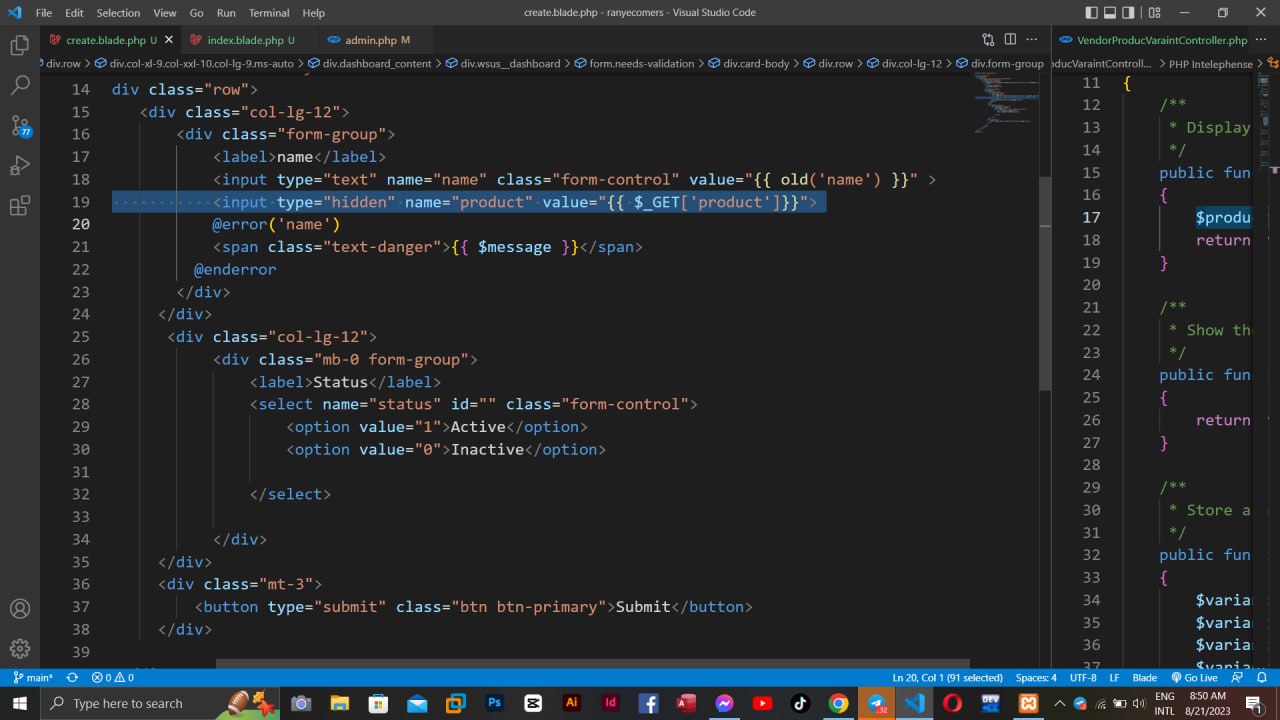 File Edit Selection View Go Run Terminal Help create.blade.php - ranyecomers - Visual Studio Code
create.blade.php U index.blade.php U admin.php M VendorProducVaraintController.php
div.row > div.col-xl-9.col-xxl-10.col-lg-9.ms-auto > div.dashboard_content > div.wsus__dashboard > form.needs-validation > div.card-body > div.row > div.col-lg-12 > div.form-group
ducVaraintController... > PHP Intelephense >
14 div class="row">
15 <div class="col-lg-12">
16 <div class="form-group">
17 <label>name</label>
18 <input type="text" name="name" class="form-control" value="{{ old('name') }}" >
19 <input type="hidden" name="product" value="{{ $_GET['product']}}">
20 @error('name')
21 <span class="text-danger">{{ $message }}</span>
22 @enderror
23 </div>
24 </div>
25 <div class="col-lg-12">
26 <div class="mb-0 form-group">
27 <label>Status</label>
28 <select name="status" id="" class="form-control">
29 <option value="1">Active</option>
30 <option value="0">Inactive</option>
31
32 </select>
33
34 </div>
35 </div>
36 <div class="mt-3">
37 <button type="submit" class="btn btn-primary">Submit</button>
38 </div>
39
11 {
12 /**
13 * Display
14 */
15 public fun
16 {
17 $produ
18 return
19 }
20
21 /**
22 * Show the
23 */
24 public fun
25 {
26 return
27 }
28
29 /**
30 * Store a
31 */
32 public fun
33 {
34 $varia
35 $varia
36 $varia
37 $varia
77
main* 0 0 Ln 20, Col 1 (91 selected) Spaces: 4 UTF-8 LF Blade Go Live
Type here to search
Ps Ai Id 32 DEV ENG INTL 8:50 AM 8/21/2023 1